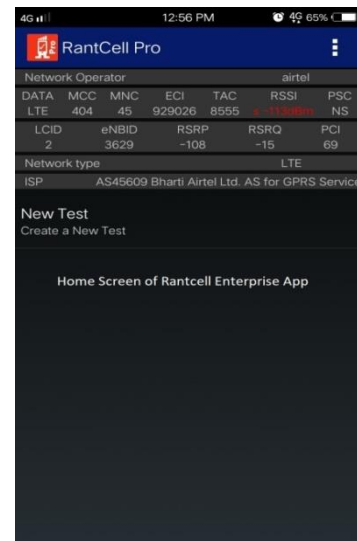 4G 12:56 PM 4G 65%
RantCell Pro
Network Operator airtel
DATA MCC MNC ECI TAC RSSI PSC
LTE 404 45 929026 8555 ≤ -113dBm NS
LCID eNBID RSRP RSRQ PCI
2 3629 -108 -15 69
Network type LTE
ISP AS45609 Bharti Airtel Ltd. AS for GPRS Service
New Test
Create a New Test
Home Screen of Rantcell Enterprise App